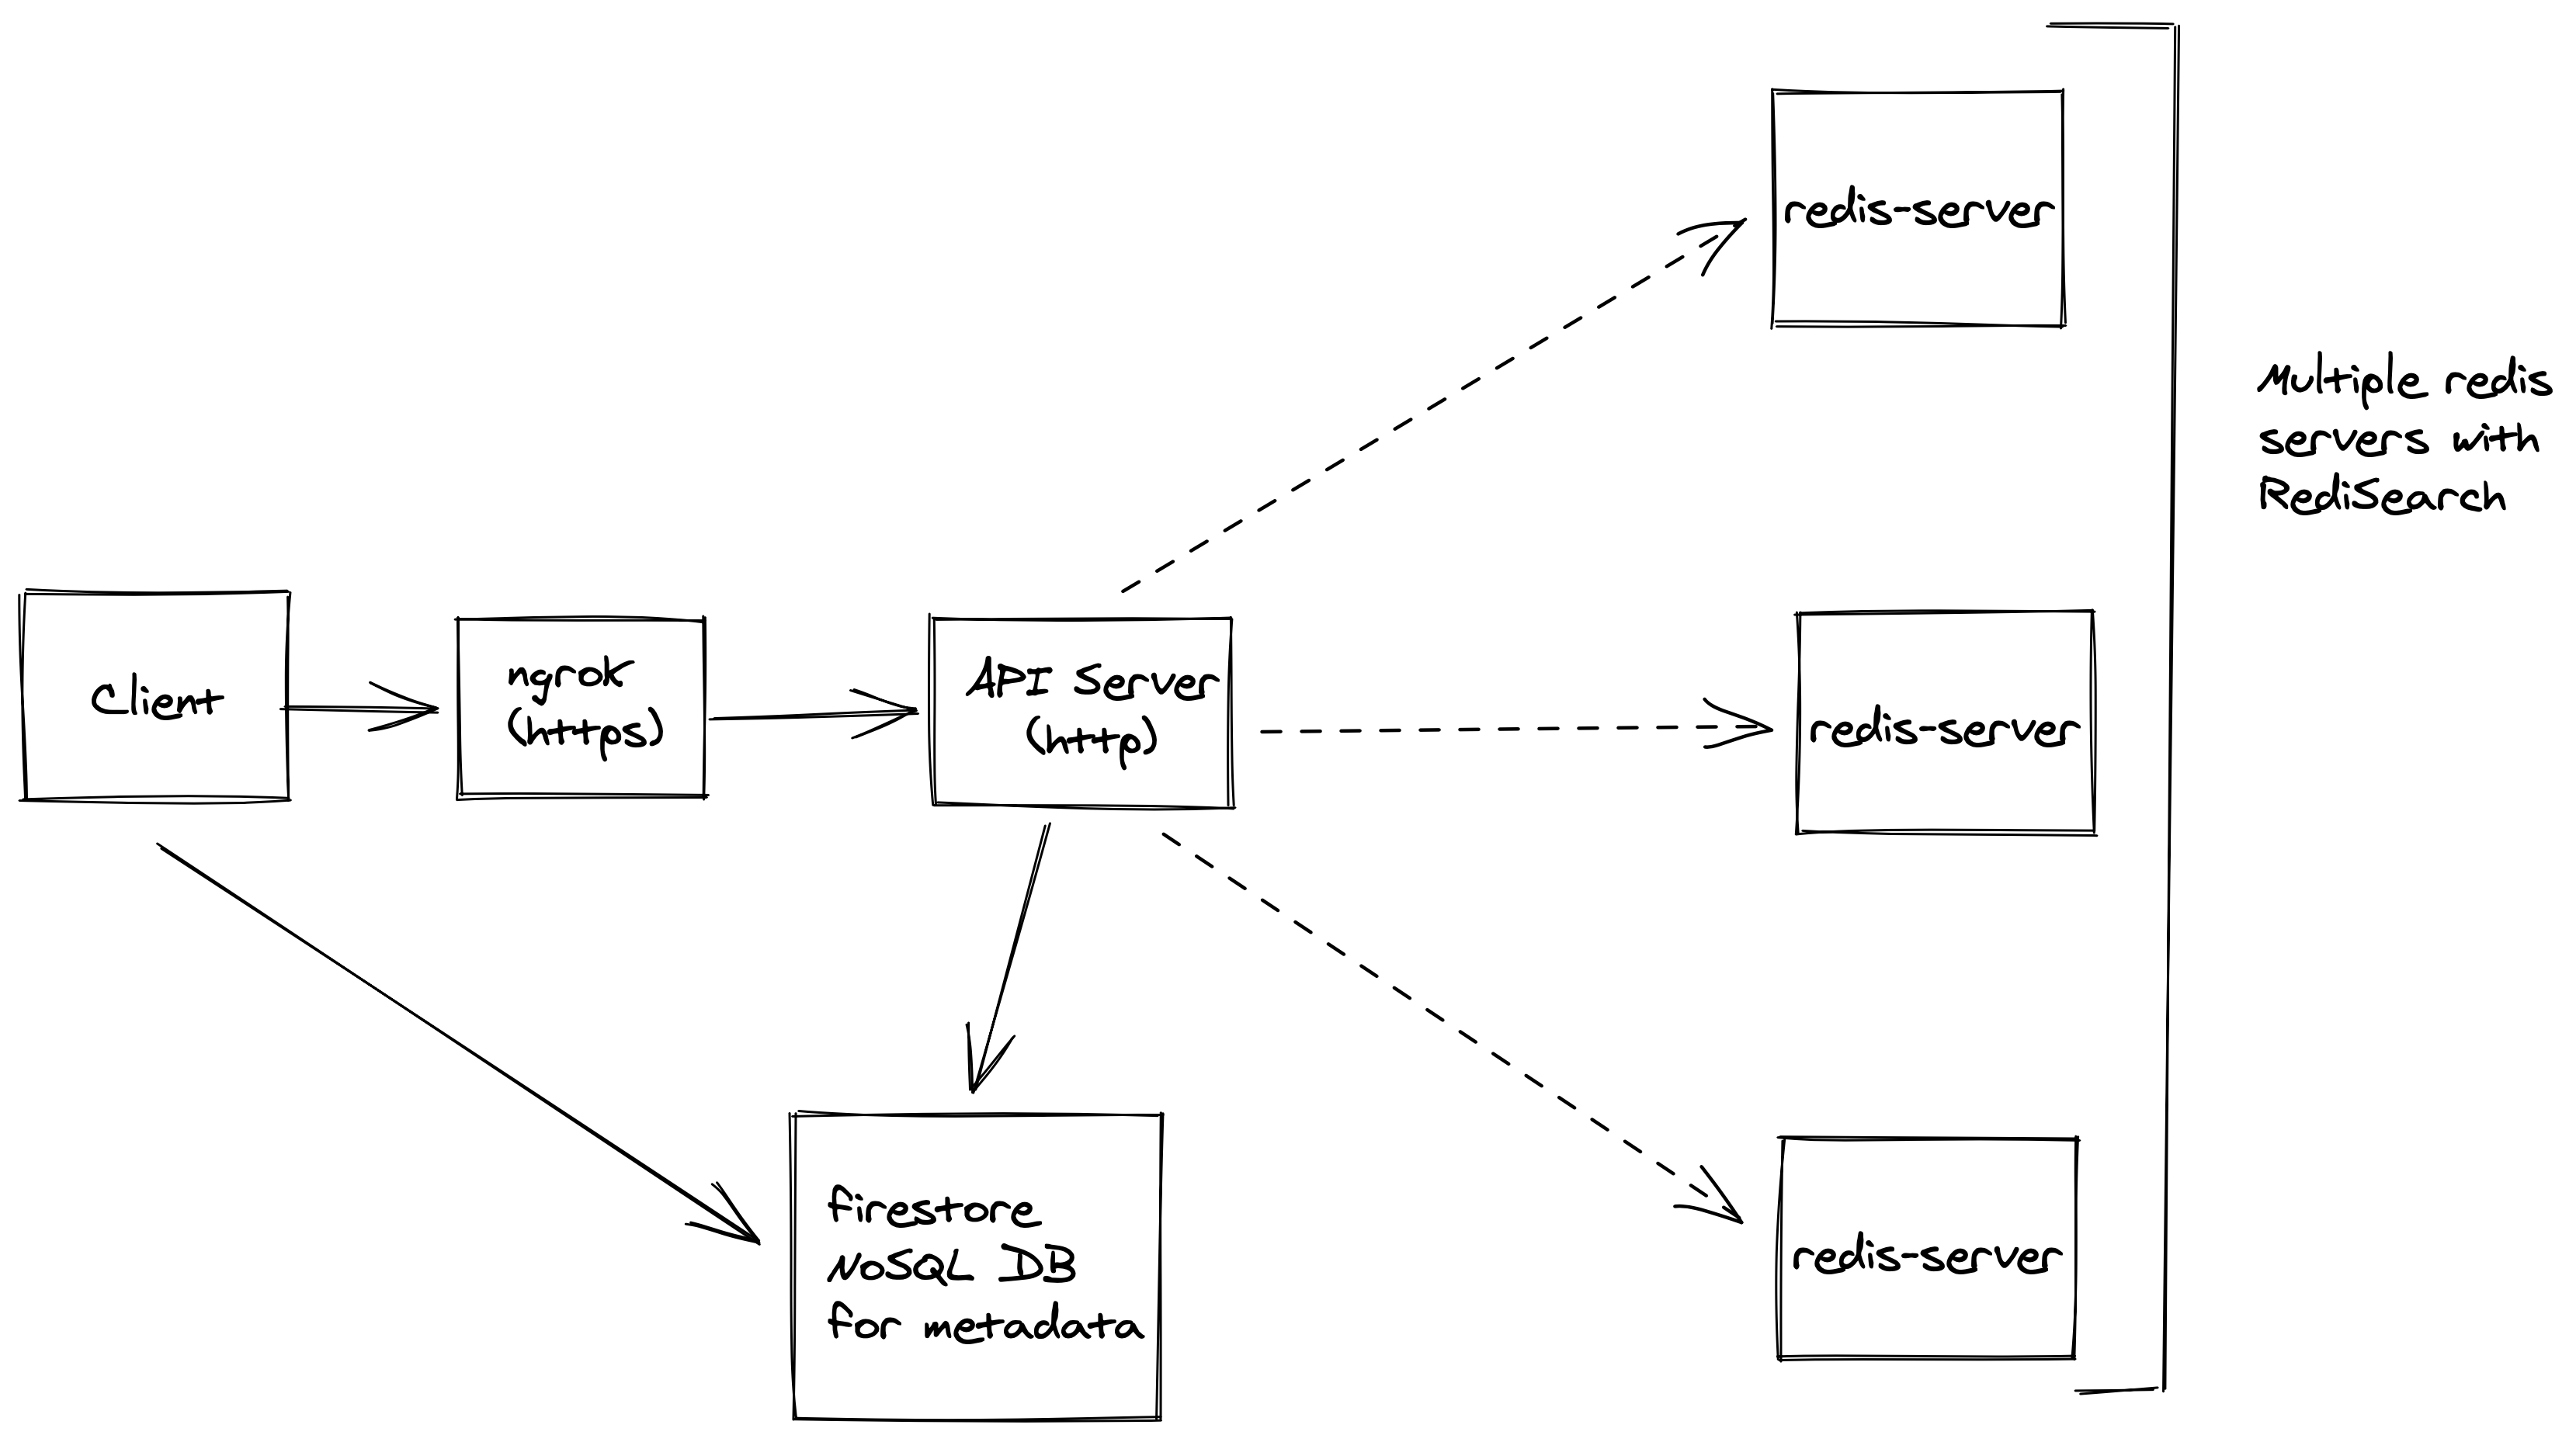 redis-server
Multiple redis
servers with
RediSearch
Client
ngrok
(https)
API Server
(http)
redis-server
firestore
NoSQL DB
for metadata
redis-server